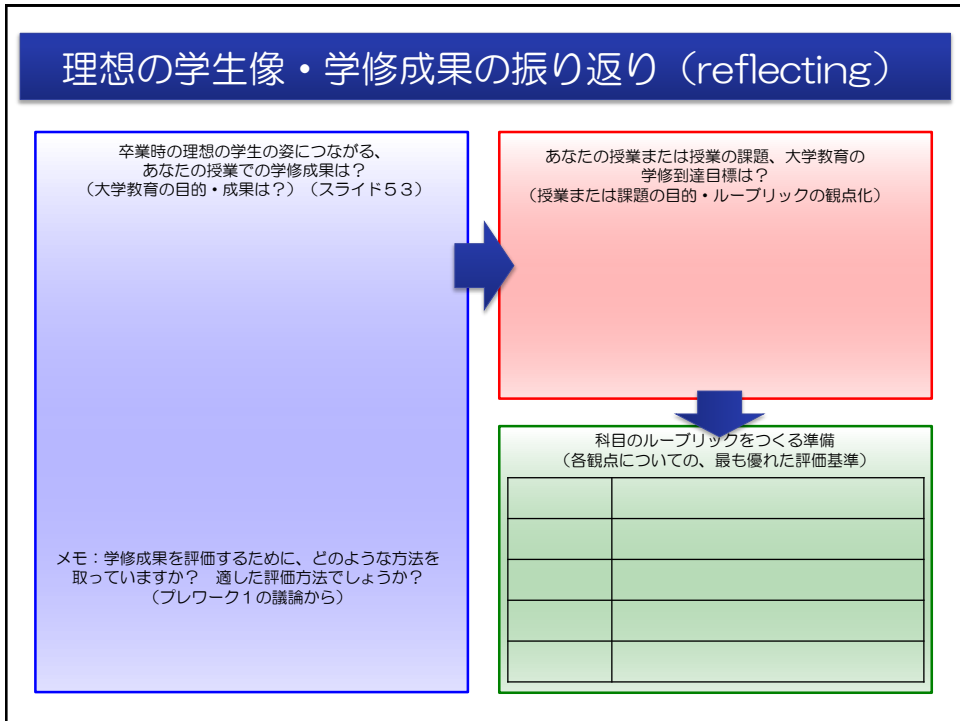 理想の学生像・学修成果の振り返り（reflecting）
卒業時の理想の学生の姿につながる、
あなたの授業での学修成果は？
（大学教育の目的・成果は？）（スライド５３）
メモ：学修成果を評価するために、どのような方法を
取っていますか？　適した評価方法でしょうか？
（プレワーク１の議論から）
あなたの授業または授業の課題、大学教育の
学修到達目標は？
（授業または課題の目的・ルーブリックの観点化）
科目のルーブリックをつくる準備
（各観点についての、最も優れた評価基準）